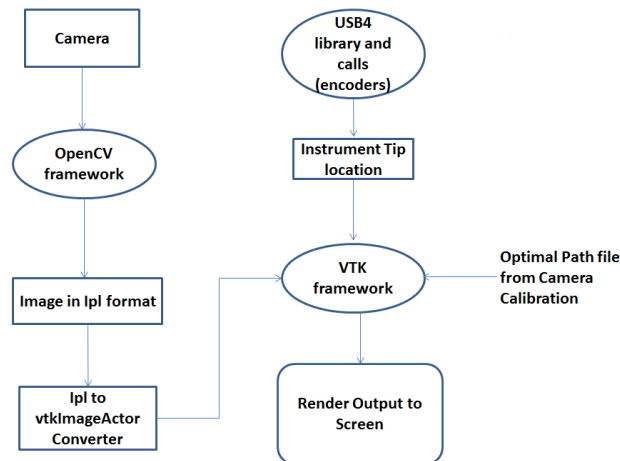 Camera
OpenCV
framework
Image in Ipl format
Ipl to
vtkImageActor
Converter
USB4
library and
calls
(encoders)
Instrument Tip
location
VTK
framework
Optimal Path file
from Camera
Calibration
Render Output to
Screen